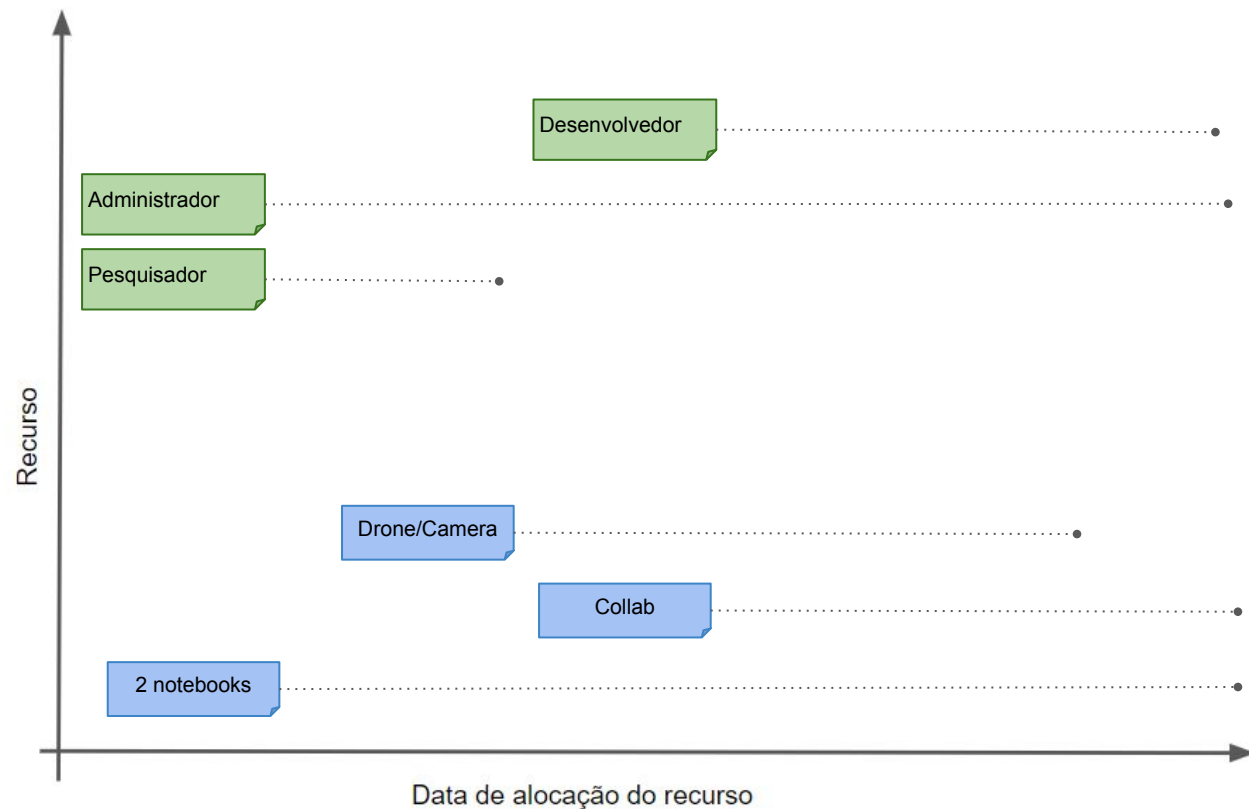 Desenvolvedor
Administrador
Pesquisador
Recurso
Drone/Camera
Collab
2 notebooks
Data de alocação do recurso